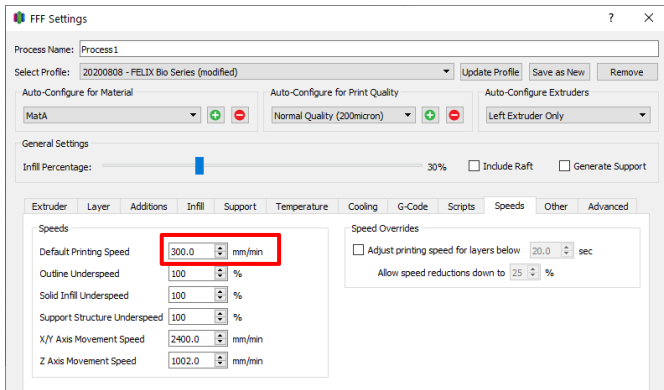 FFF Settings ? ×
Process Name: Process1
Select Profile: 20200808 - FELIX Bio Series (modified) Update Profile Save as New Remove
Auto-Configure for Material Auto-Configure for Print Quality Auto-Configure Extruders
MatA Normal Quality (200micron) Left Extruder Only
General Settings
Infill Percentage: 30% Include Raft Generate Support
Extruder Layer Additions Infill Support Temperature Cooling G-Code Scripts Speeds Other Advanced
Speeds Speed Overrides
Default Printing Speed 300.0 mm/min Adjust printing speed for layers below 20.0 sec
Outline Underspeed 100 % Allow speed reductions down to 25 %
Solid Infill Underspeed 100 %
Support Structure Underspeed 100 %
X/Y Axis Movement Speed 2400.0 mm/min
Z Axis Movement Speed 1002.0 mm/min